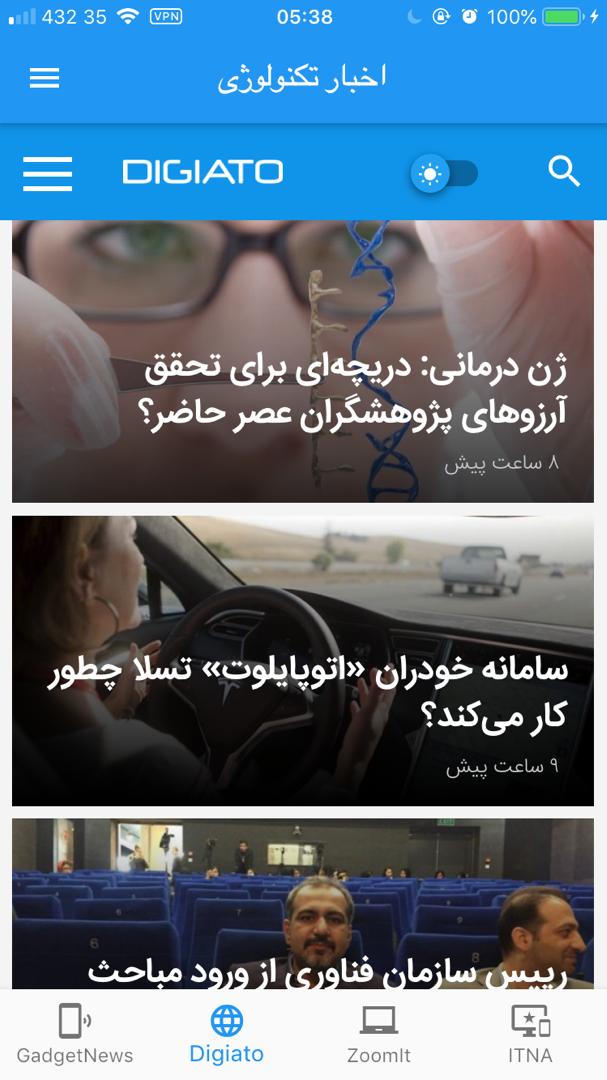 432 35 VPN 05:38 100%
اخبار تکنولوژی
DIGIATO
ژن درمانی: دریچه‌ای برای تحقق
آرزوهای پژوهشگران عصر حاضر؟
۸ ساعت پیش
سامانه خودران «اتوپایلوت» تسلا چطور
کار می‌کند؟
۹ ساعت پیش
رییس سازمان فناوری از ورود مباحث
GadgetNews Digiato ZoomIt ITNA